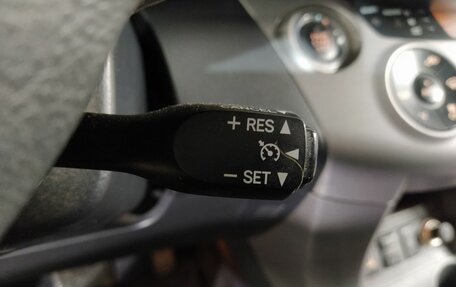 + RES ▲
◀
− SET ▼